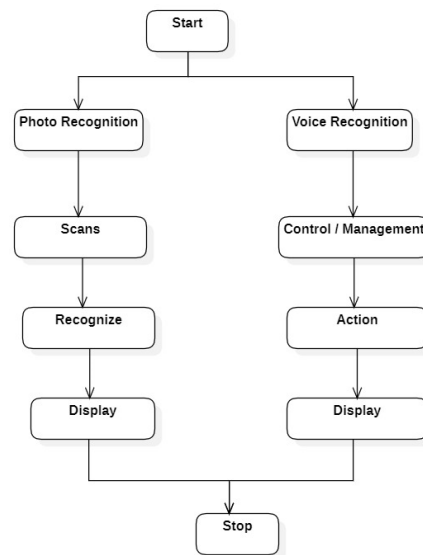 Start
Photo Recognition
Voice Recognition
Scans
Control / Management
Recognize
Action
Display
Display
Stop